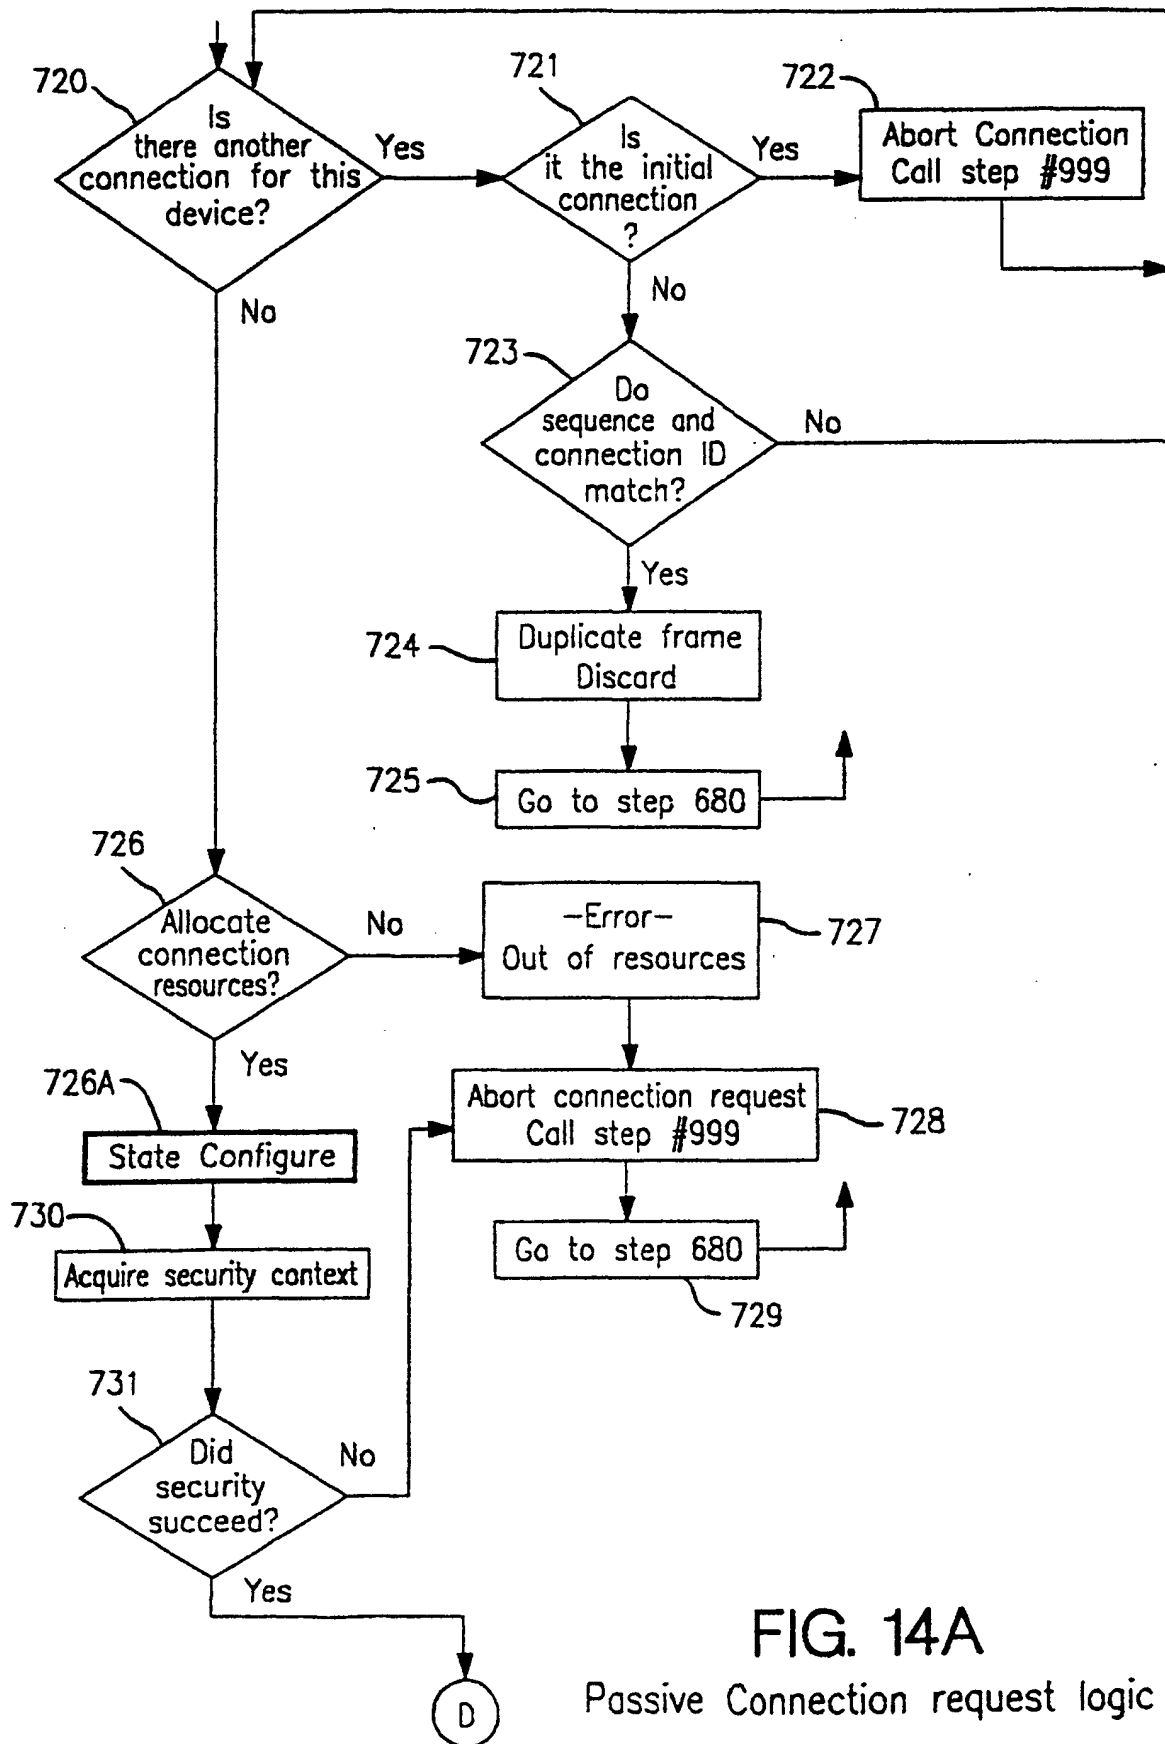 720
Is
there another
connection for this
device?
Yes
No
721
Is
it the initial
connection
?
Yes
No
722
Abort Connection
Call step #999
723
Do
sequence and
connection ID
match?
No
Yes
724
Duplicate frame
Discard
725
Go to step 680
726
Allocate
connection
resources?
No
Yes
-Error-
Out of resources
727
726A
State Configure
Abort connection request
Call step #999
728
730
Acquire security context
Go to step 680
729
731
Did
security
succeed?
No
Yes
D
FIG. 14A
Passive Connection request logic